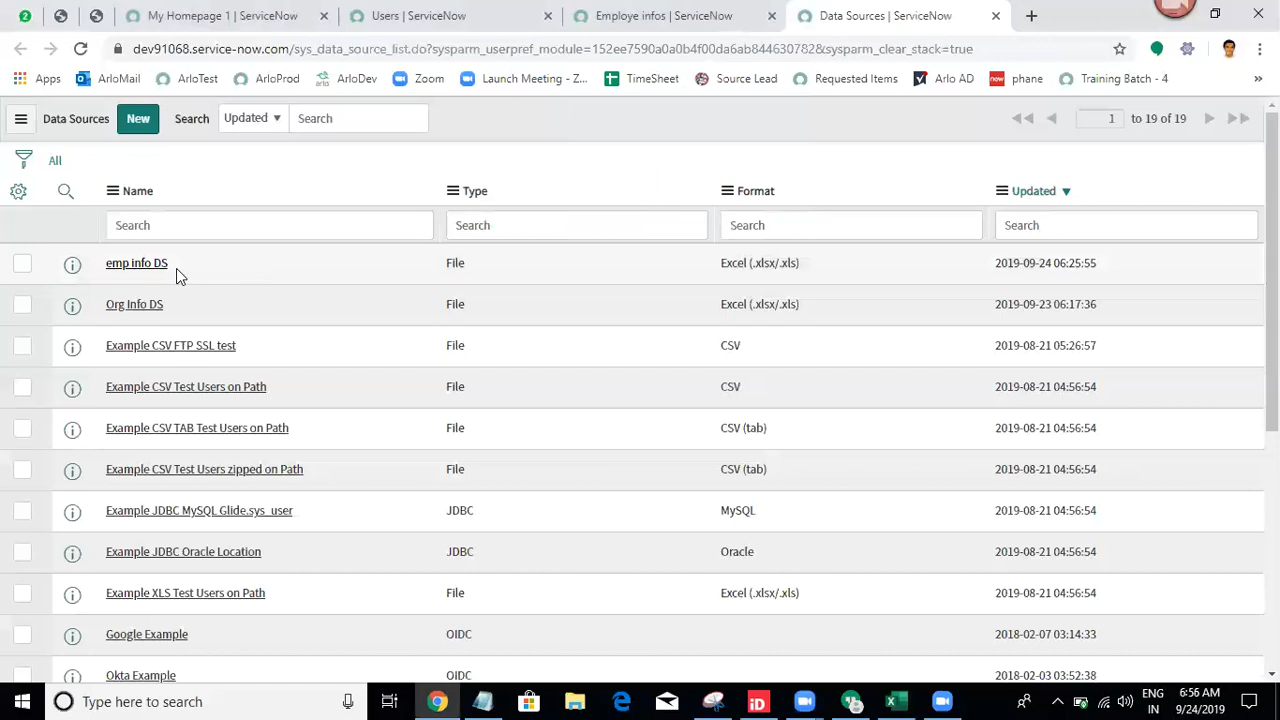 2
My Homepage 1 | ServiceNow
Users | ServiceNow
Employe infos | ServiceNow
Data Sources | ServiceNow
dev91068.service-now.com/sys_data_source_list.do?sysparm_userpref_module=152ee7590a0a0b4f00da6ab844630782&sysparm_clear_stack=true
Apps ArloMail ArloTest ArloProd ArloDev Zoom Launch Meeting - Z... TimeSheet Source Lead Requested Items Arlo AD now phane Training Batch - 4 »
Data Sources New Search Updated Search 1 to 19 of 19
All
Name Type Format Updated
Search Search Search Search
emp info DS File Excel (.xlsx/.xls) 2019-09-24 06:25:55
Org Info DS File Excel (.xlsx/.xls) 2019-09-23 06:17:36
Example CSV FTP SSL test File CSV 2019-08-21 05:26:57
Example CSV Test Users on Path File CSV 2019-08-21 04:56:54
Example CSV TAB Test Users on Path File CSV (tab) 2019-08-21 04:56:54
Example CSV Test Users zipped on Path File CSV (tab) 2019-08-21 04:56:54
Example JDBC MySQL Glide.sys_user JDBC MySQL 2019-08-21 04:56:54
Example JDBC Oracle Location JDBC Oracle 2019-08-21 04:56:54
Example XLS Test Users on Path File Excel (.xlsx/.xls) 2019-08-21 04:56:54
Google Example OIDC 2018-02-07 03:14:33
Okta Example OIDC 2018-02-03 03:52:38
Type here to search
iD
ENG 6:56 AM
IN 9/24/2019